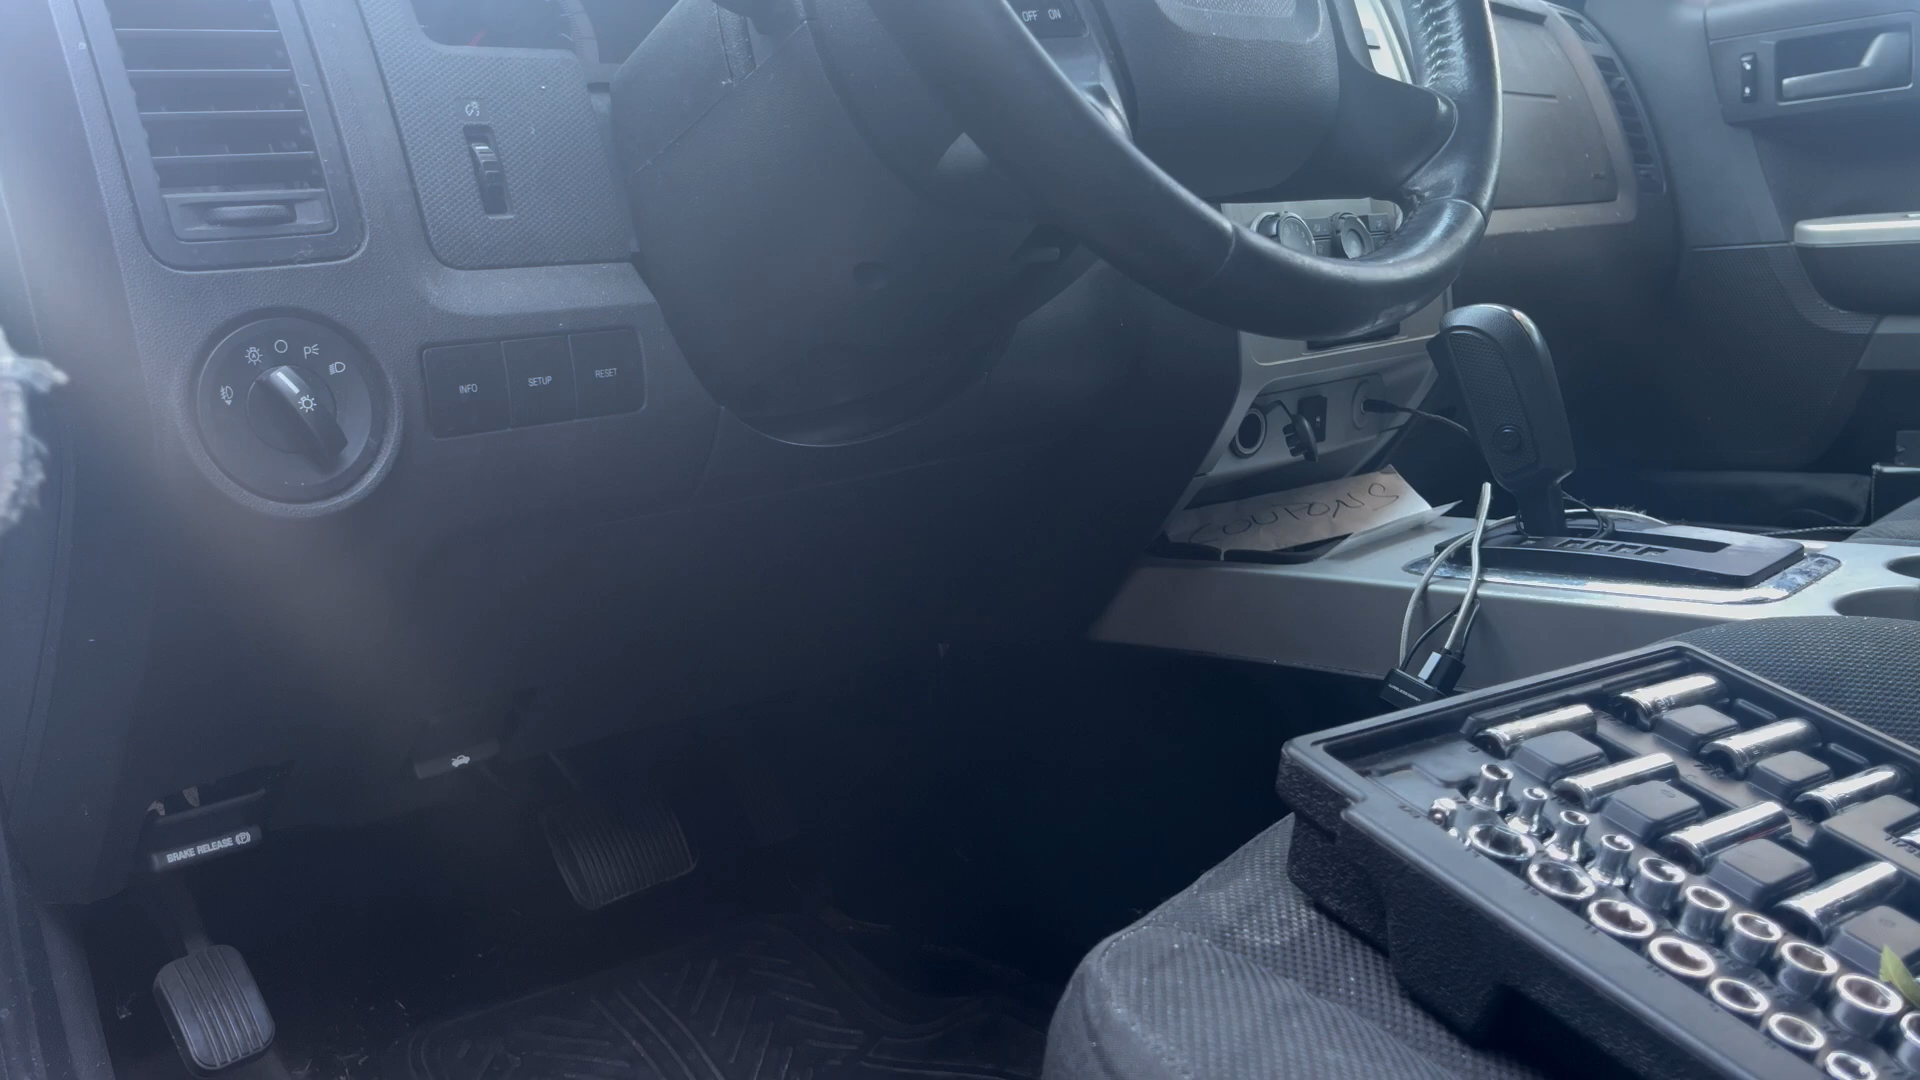 OFF ON
INFO
SETUP
RESET
COUPONS
BRAKE RELEASE